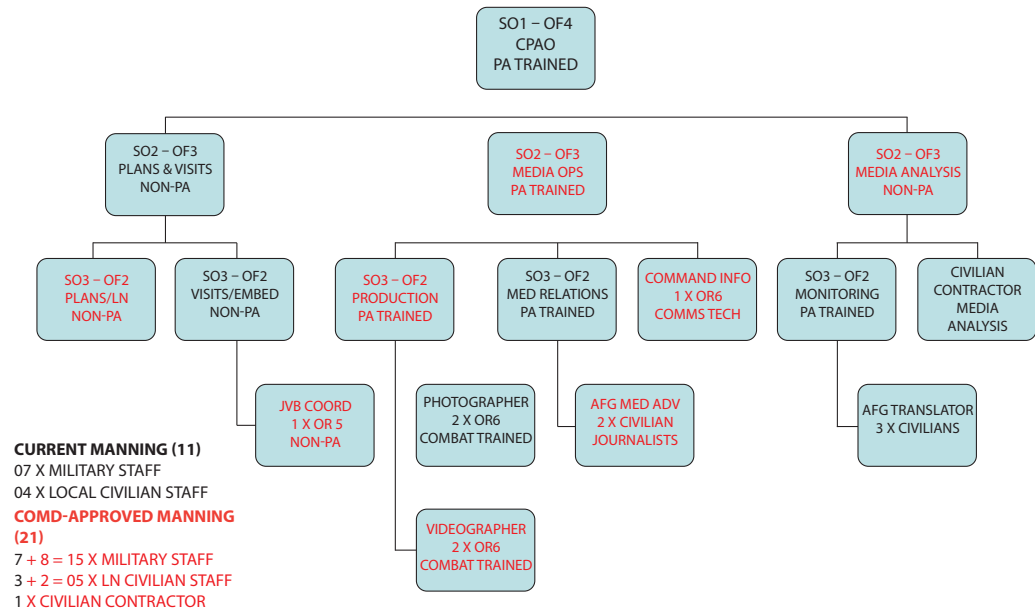 SO1 – OF4
CPAO
PA TRAINED
SO2 – OF3
PLANS & VISITS
NON-PA
SO2 – OF3
MEDIA OPS
PA TRAINED
SO2 – OF3
MEDIA ANALYSIS
NON-PA
SO3 – OF2
PLANS/LN
NON-PA
SO3 – OF2
VISITS/EMBED
NON-PA
SO3 – OF2
PRODUCTION
PA TRAINED
SO3 – OF2
MED RELATIONS
PA TRAINED
COMMAND INFO
1 X OR6
COMMS TECH
SO3 – OF2
MONITORING
PA TRAINED
CIVILIAN
CONTRACTOR
MEDIA
ANALYSIS
JVB COORD
1 X OR 5
NON-PA
PHOTOGRAPHER
2 X OR6
COMBAT TRAINED
AFG MED ADV
2 X CIVILIAN
JOURNALISTS
AFG TRANSLATOR
3 X CIVILIANS
VIDEOGRAPHER
2 X OR6
COMBAT TRAINED
CURRENT MANNING (11)
07 X MILITARY STAFF
04 X LOCAL CIVILIAN STAFF
COMD-APPROVED MANNING
(21)
7 + 8 = 15 X MILITARY STAFF
3 + 2 = 05 X LN CIVILIAN STAFF
1 X CIVILIAN CONTRACTOR